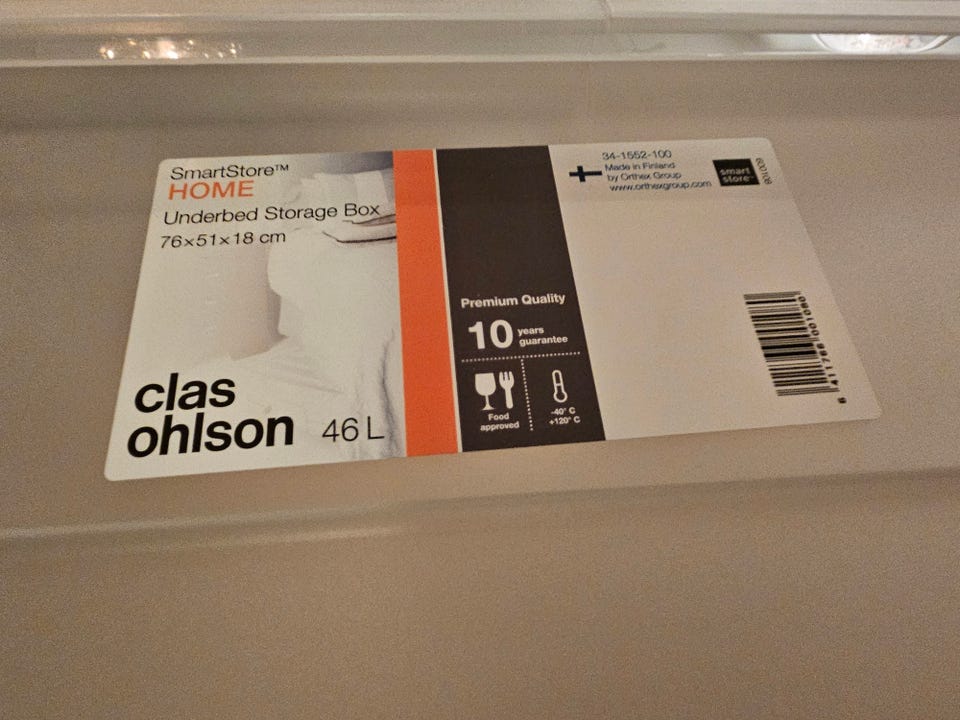 SmartStore™
HOME
Underbed Storage Box
76×51×18 cm
clas
ohlson
46 L
Premium Quality
10 years
guarantee
Food
approved
-40° C
+120° C
34-1552-100
Made in Finland
by Orthex Group
www.orthexgroup.com
smart
store™